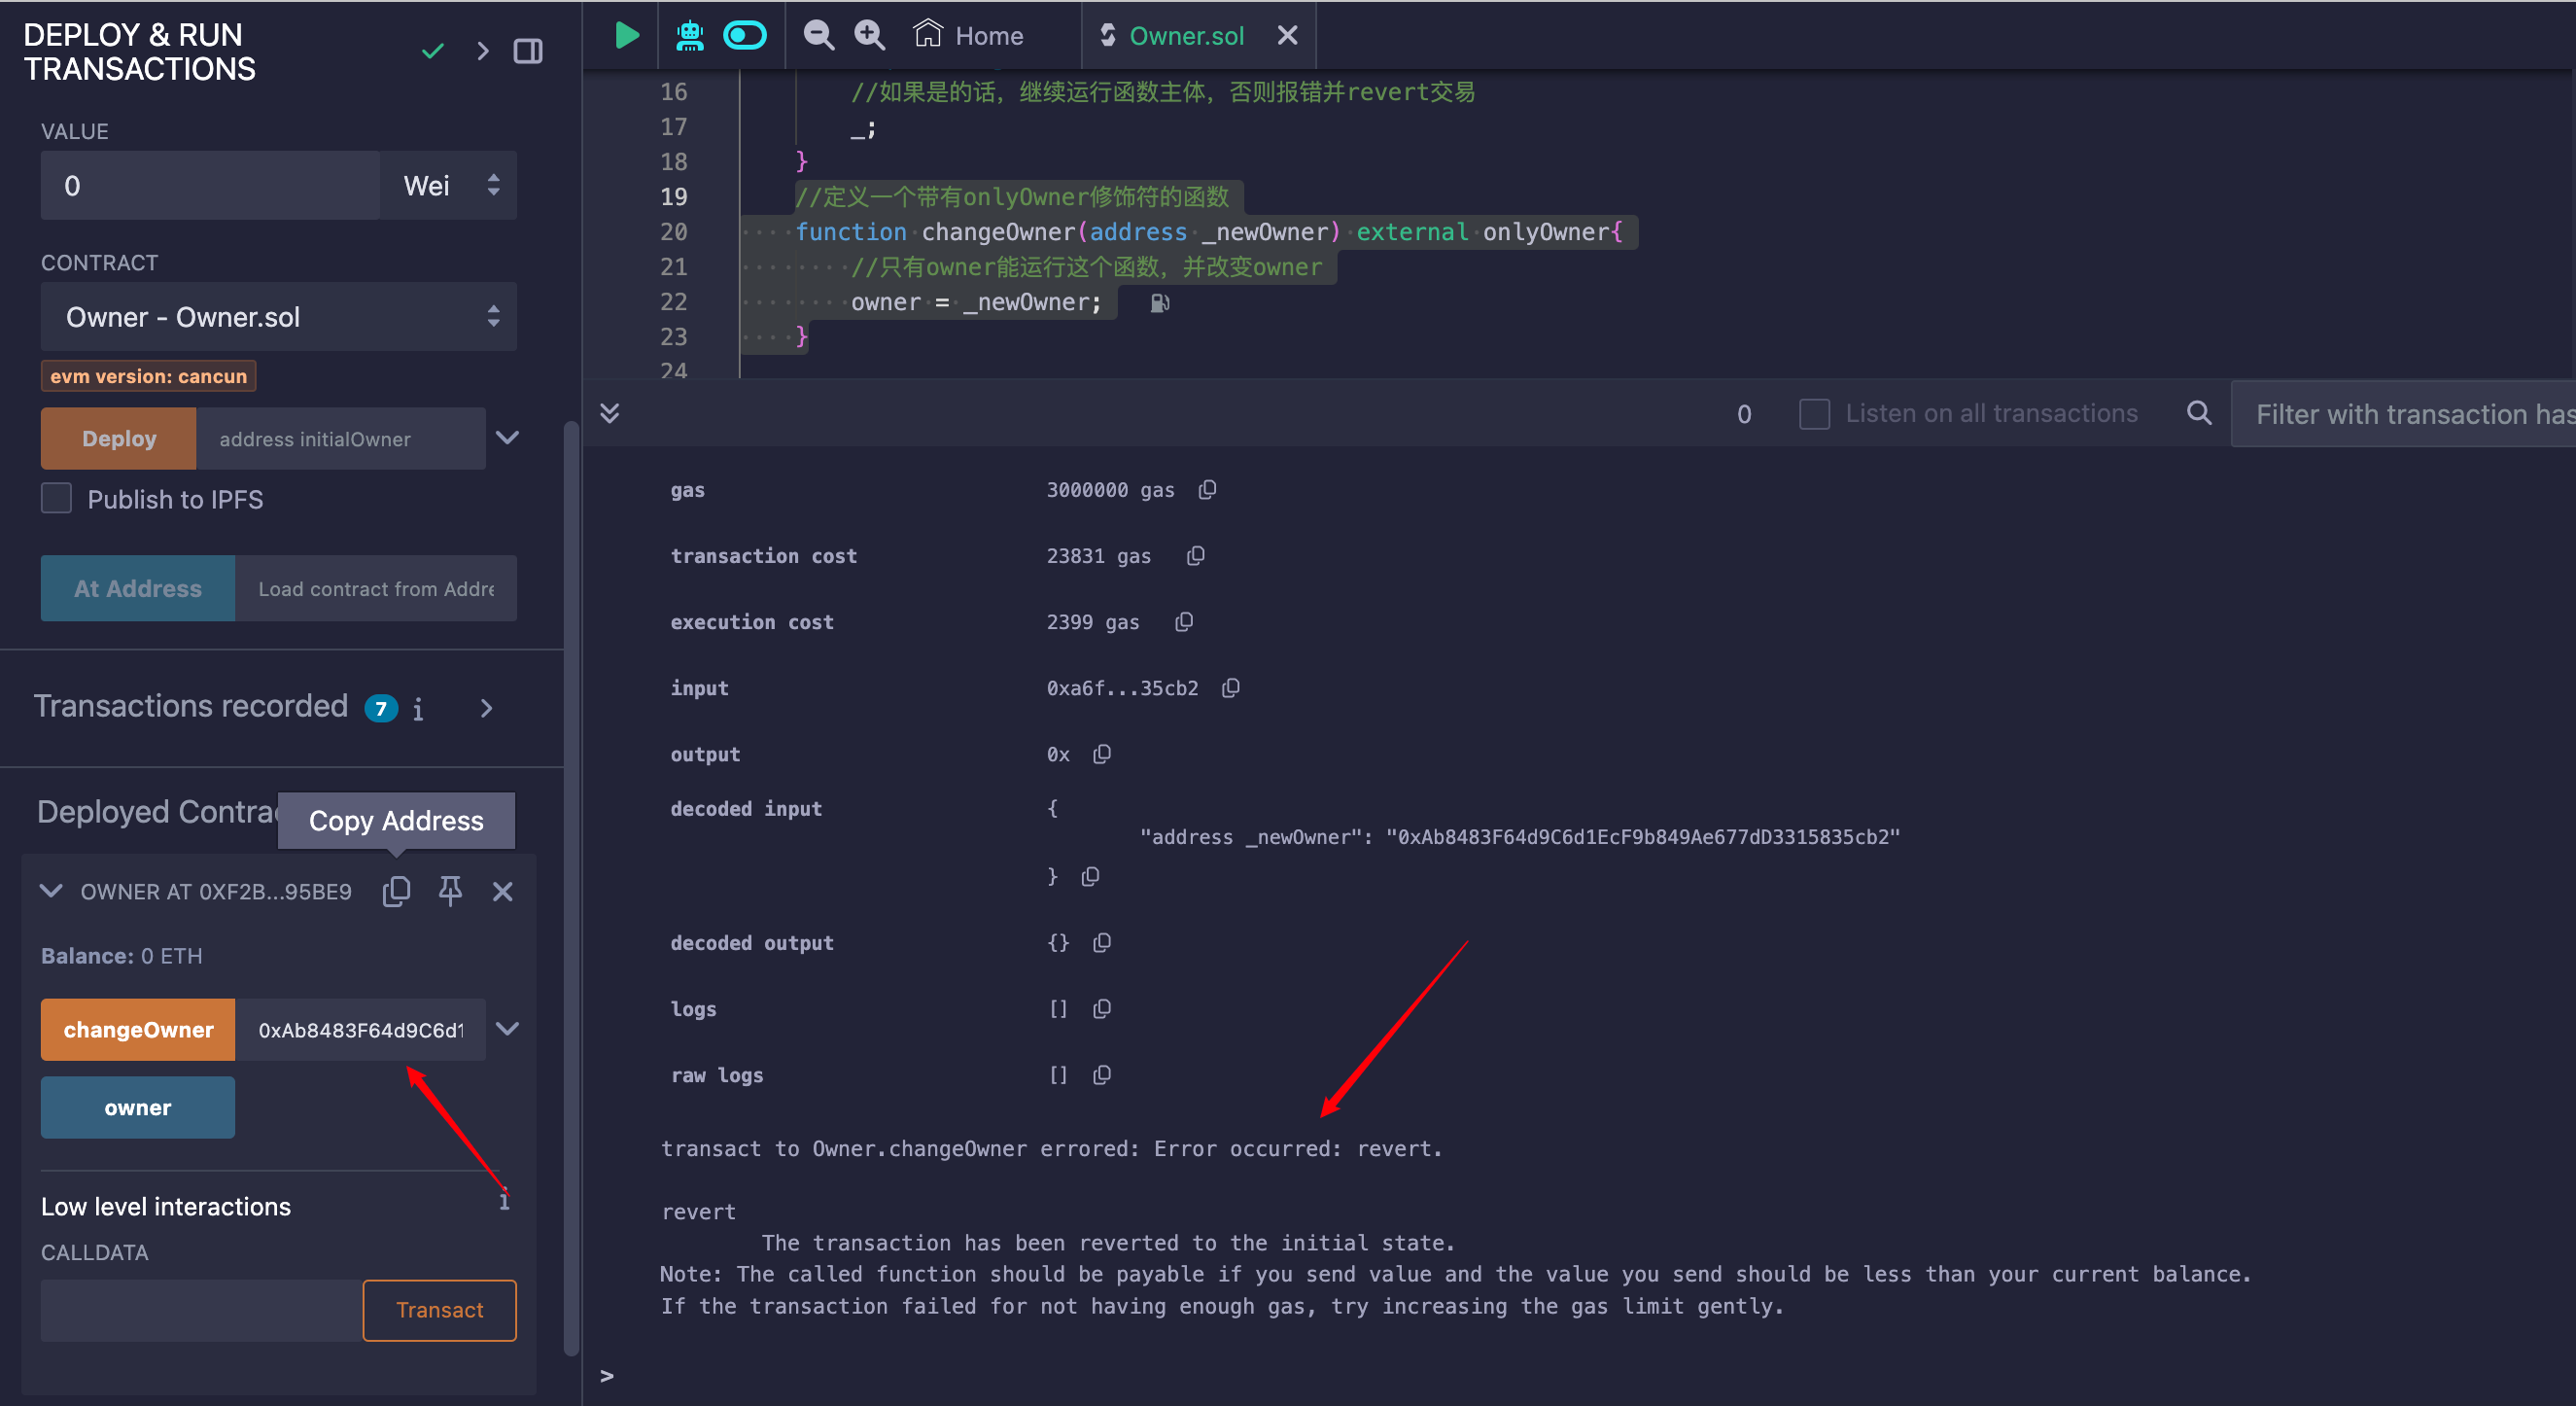 DEPLOY & RUN
TRANSACTIONS
VALUE
0
Wei
CONTRACT
Owner - Owner.sol
evm version: cancun
Deploy
address initialOwner
Publish to IPFS
At Address
Load contract from Addre
Transactions recorded 7 i
Deployed Contrac
Copy Address
OWNER AT 0XF2B...95BE9
Balance: 0 ETH
changeOwner
0xAb8483F64d9C6d1
owner
Low level interactions
i
CALLDATA
Transact
Home
Owner.sol
16 //如果是的话，继续运行函数主体，否则报错并revert交易
17 _;
18 }
19 //定义一个带有onlyOwner修饰符的函数
20 function changeOwner(address _newOwner) external onlyOwner{
21 //只有owner能运行这个函数，并改变owner
22 owner = _newOwner;
23 }
24
0
Listen on all transactions
Filter with transaction has
gas 3000000 gas
transaction cost 23831 gas
execution cost 2399 gas
input 0xa6f...35cb2
output 0x
decoded input {
"address _newOwner": "0xAb8483F64d9C6d1EcF9b849Ae677dD3315835cb2"
}
decoded output {}
logs []
raw logs []
transact to Owner.changeOwner errored: Error occurred: revert.
revert
The transaction has been reverted to the initial state.
Note: The called function should be payable if you send value and the value you send should be less than your current balance.
If the transaction failed for not having enough gas, try increasing the gas limit gently.
>